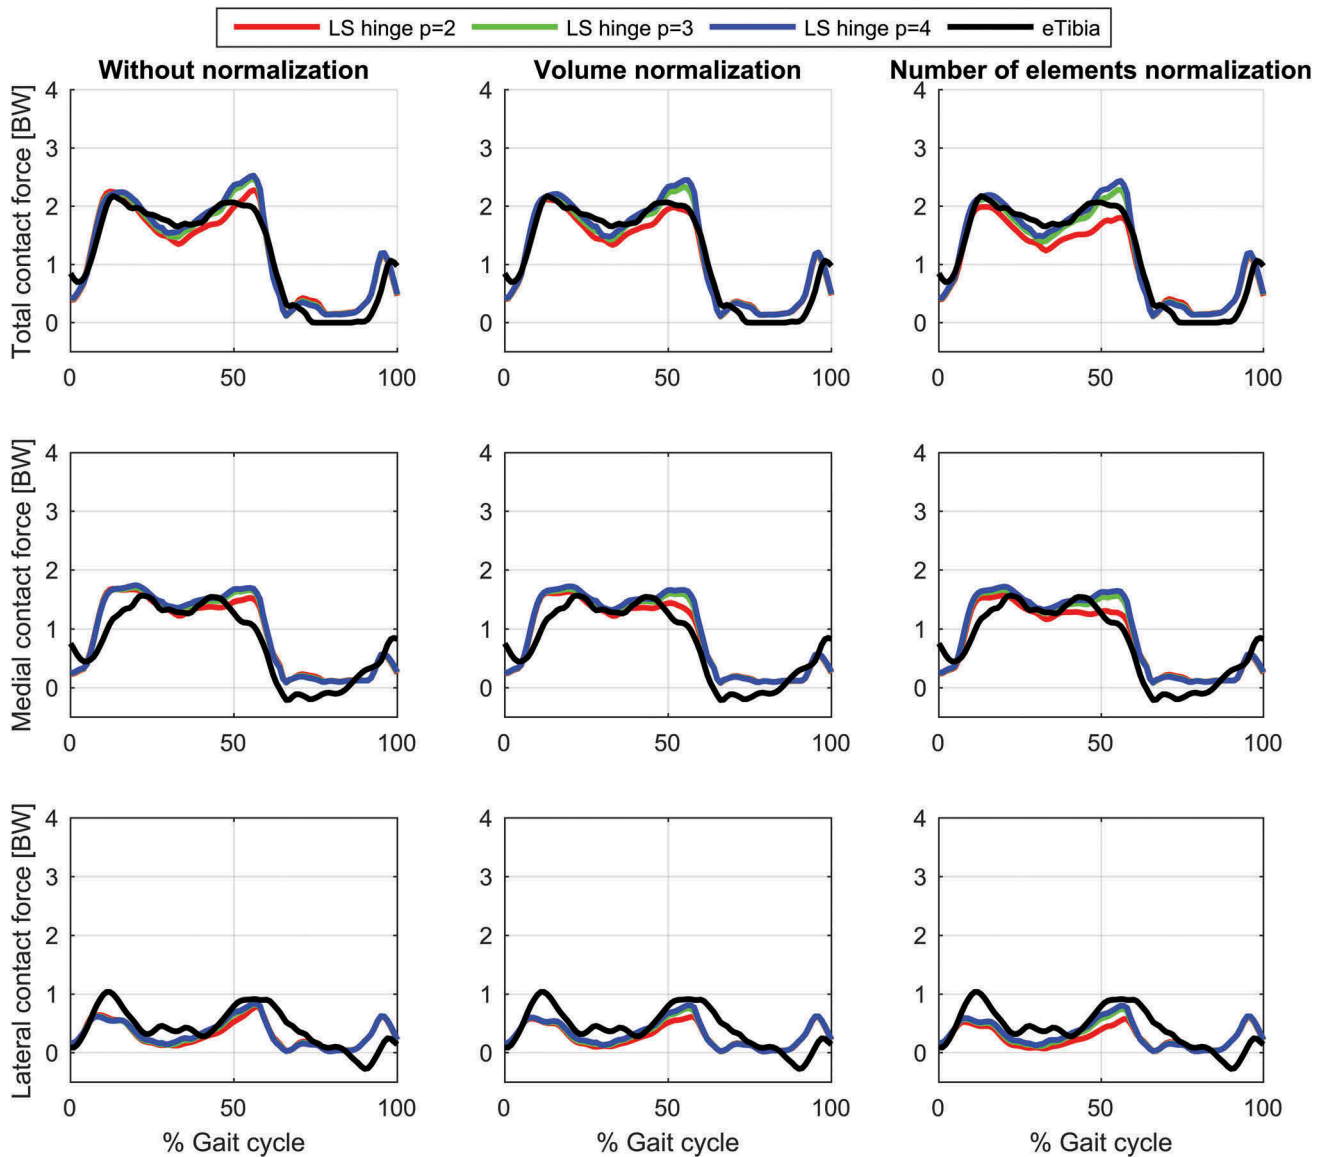 LS hinge p=2 LS hinge p=3 LS hinge p=4 eTibia
Without normalization Volume normalization Number of elements normalization
Total contact force [BW]
4 4 4
3 3 3
2 2 2
1 1 1
0 0 0
0 50 100 0 50 100 0 50 100
Medial contact force [BW]
4 4 4
3 3 3
2 2 2
1 1 1
0 0 0
0 50 100 0 50 100 0 50 100
Lateral contact force [BW]
4 4 4
3 3 3
2 2 2
1 1 1
0 0 0
0 50 100 0 50 100 0 50 100
% Gait cycle % Gait cycle % Gait cycle